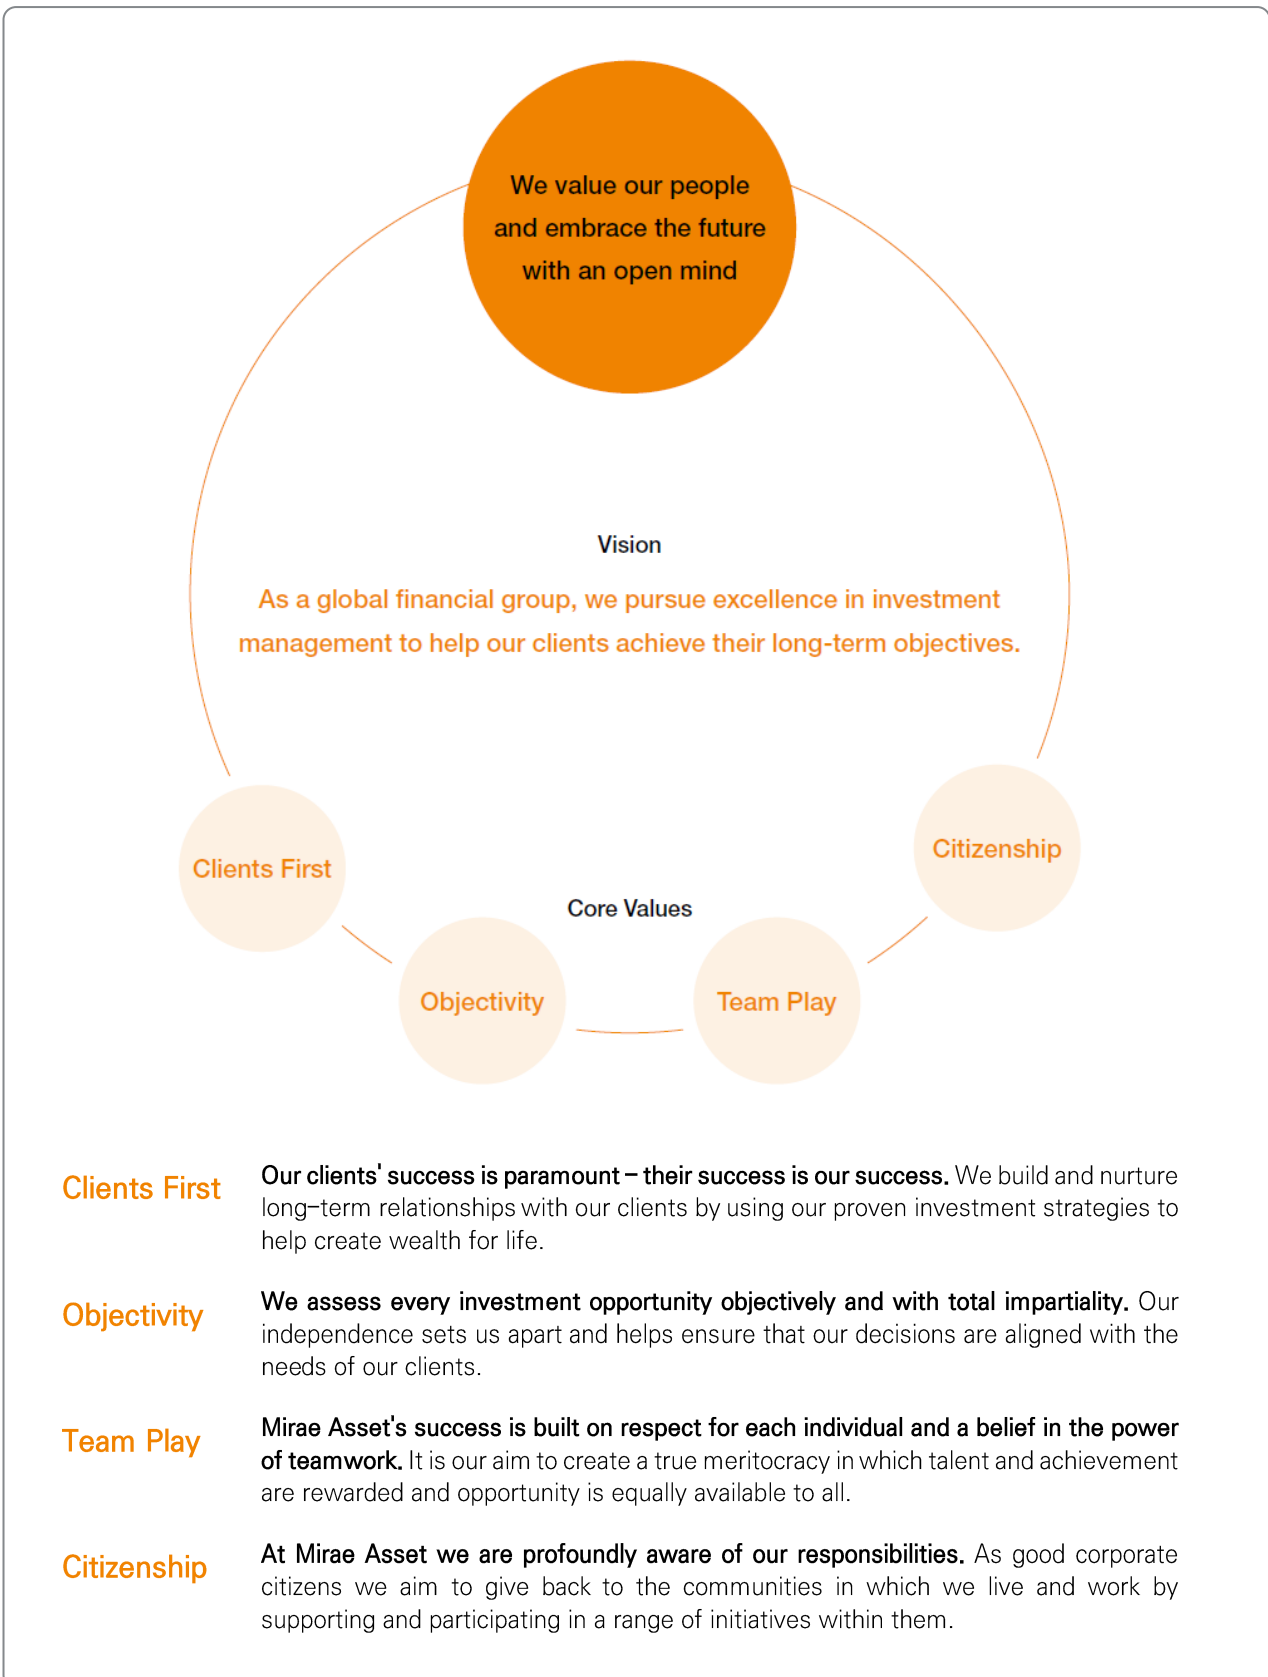 We value our people
and embrace the future
with an open mind
Vision
As a global financial group, we pursue excellence in investment
management to help our clients achieve their long-term objectives.
Clients First
Citizenship
Core Values
Objectivity
Team Play
Clients First
Our clients' success is paramount – their success is our success. We build and nurture
long-term relationships with our clients by using our proven investment strategies to
help create wealth for life.
Objectivity
We assess every investment opportunity objectively and with total impartiality. Our
independence sets us apart and helps ensure that our decisions are aligned with the
needs of our clients.
Team Play
Mirae Asset's success is built on respect for each individual and a belief in the power
of teamwork. It is our aim to create a true meritocracy in which talent and achievement
are rewarded and opportunity is equally available to all.
Citizenship
At Mirae Asset we are profoundly aware of our responsibilities. As good corporate
citizens we aim to give back to the communities in which we live and work by
supporting and participating in a range of initiatives within them.